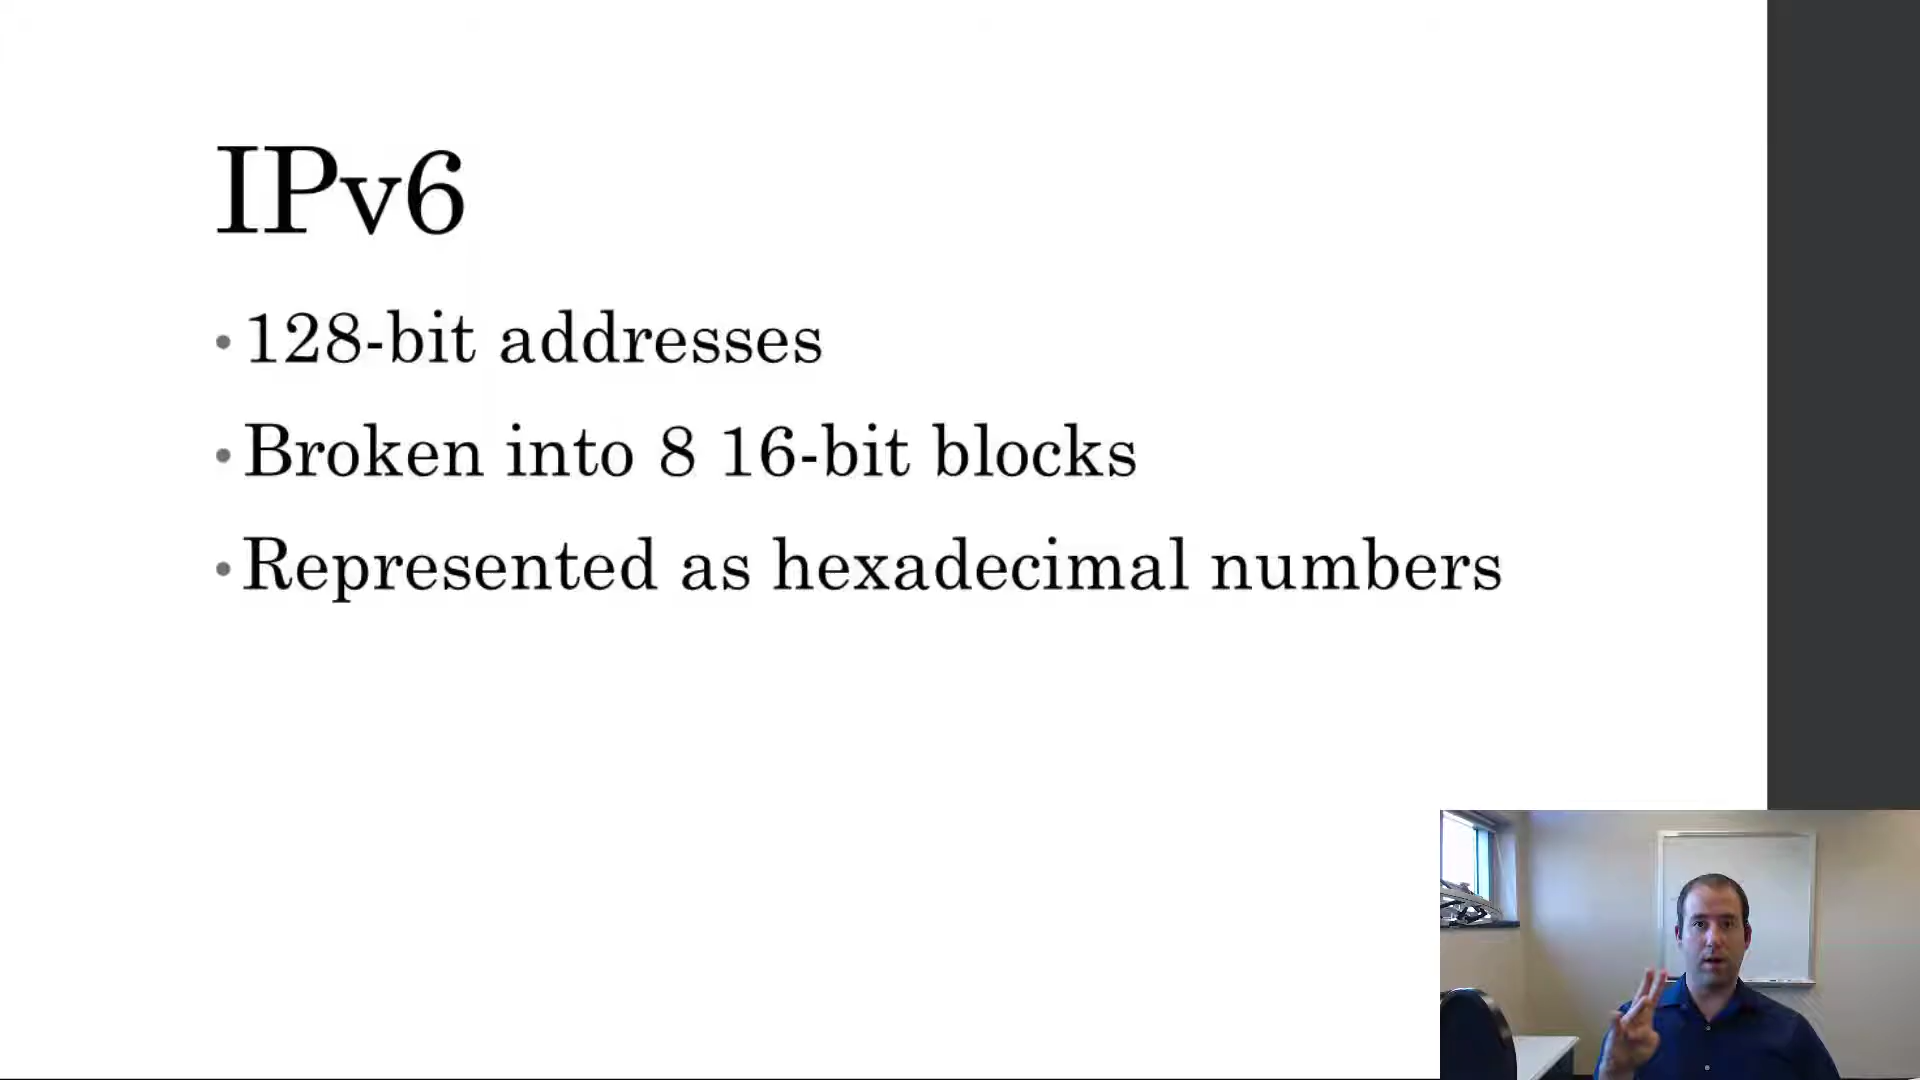 IPv6
•128-bit addresses
•Broken into 8 16-bit blocks
•Represented as hexadecimal numbers